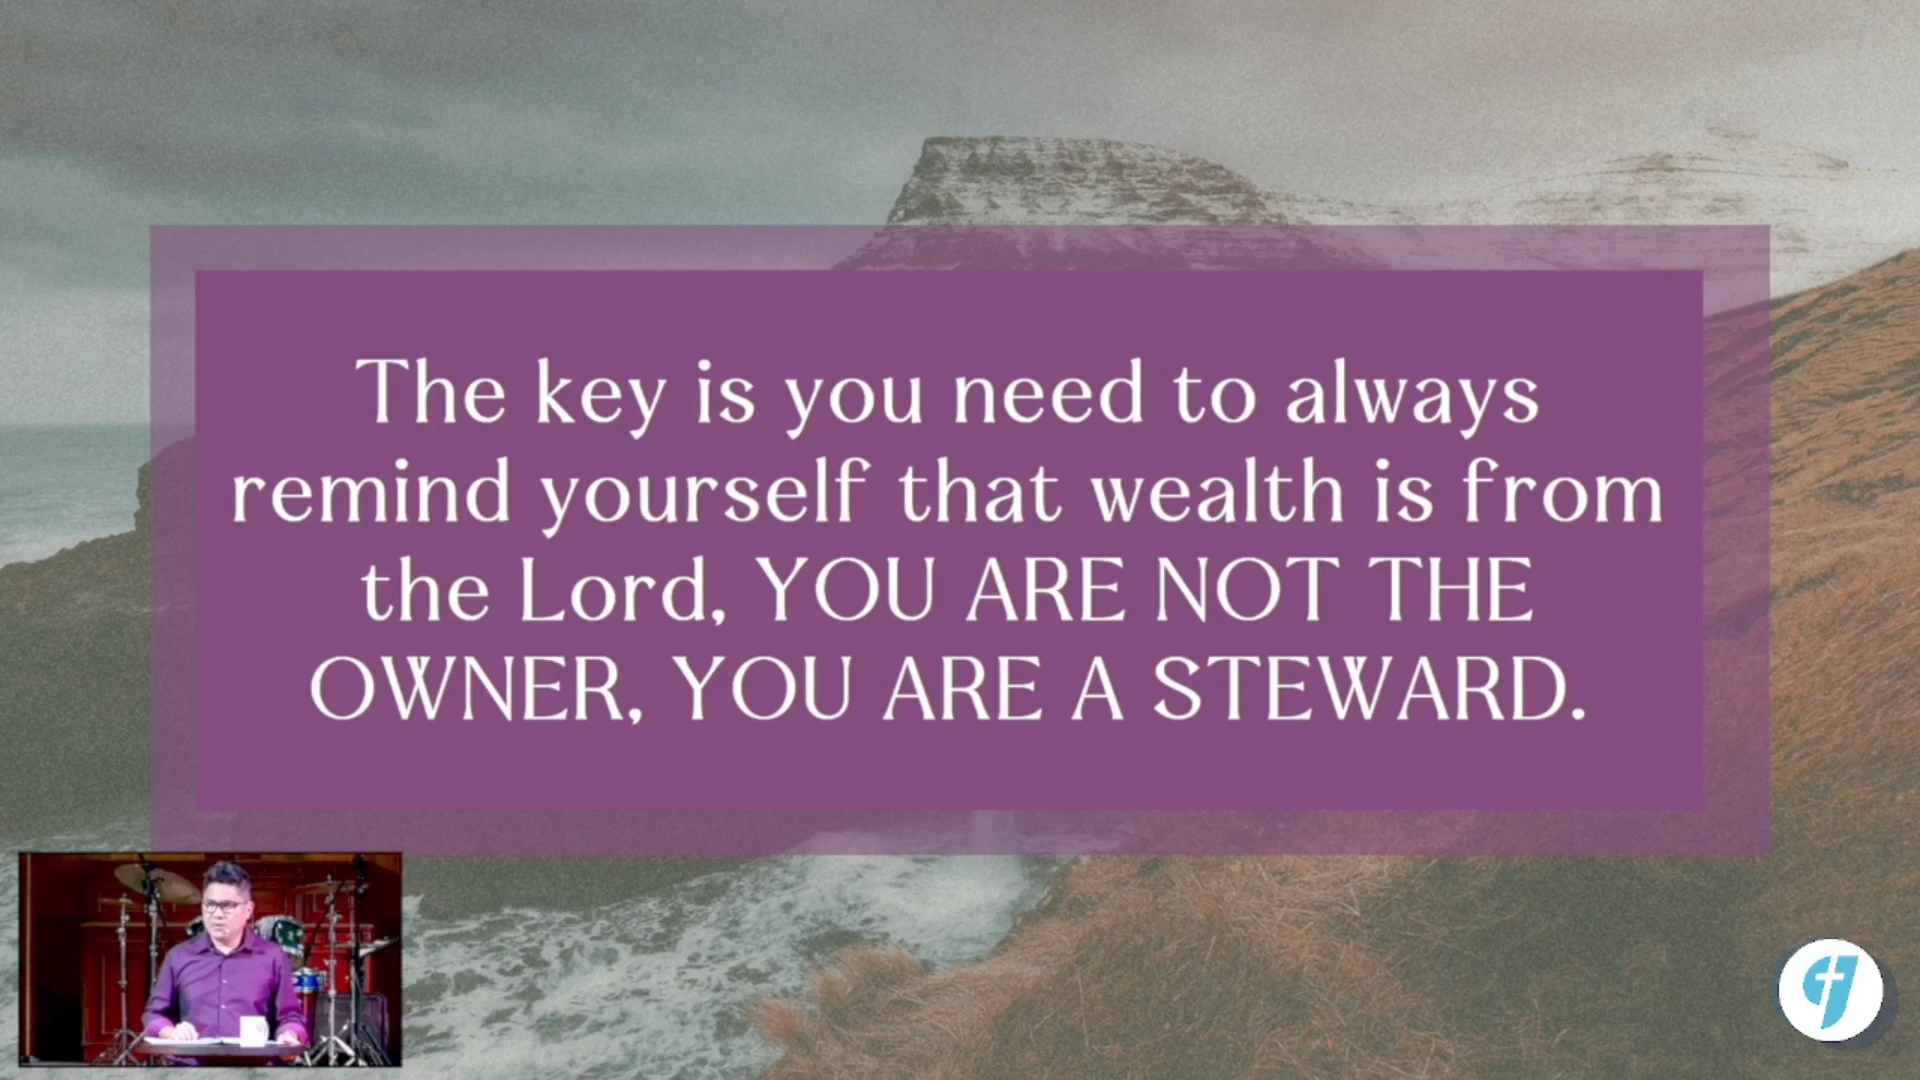 The key is you need to always
remind yourself that wealth is from
the Lord, YOU ARE NOT THE
OWNER, YOU ARE A STEWARD.